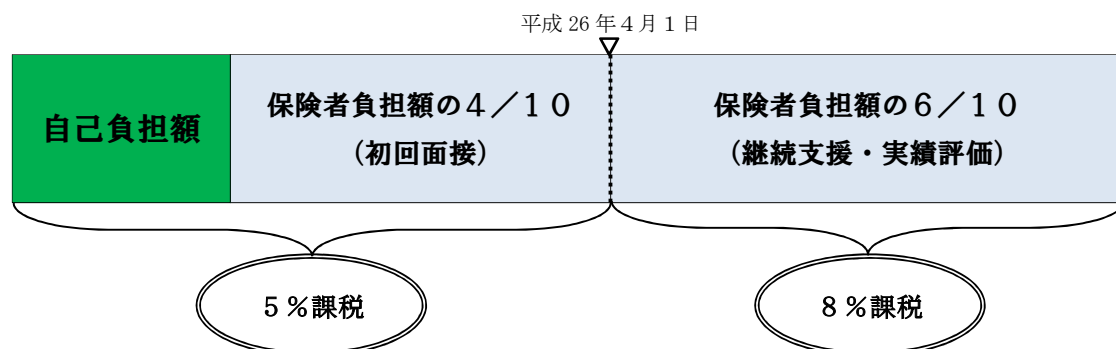 平成 26 年４月１日
自己負担額
保険者負担額の４／１０
（初回面接）
保険者負担額の６／１０
（継続支援・実績評価）
５％課税
８％課税